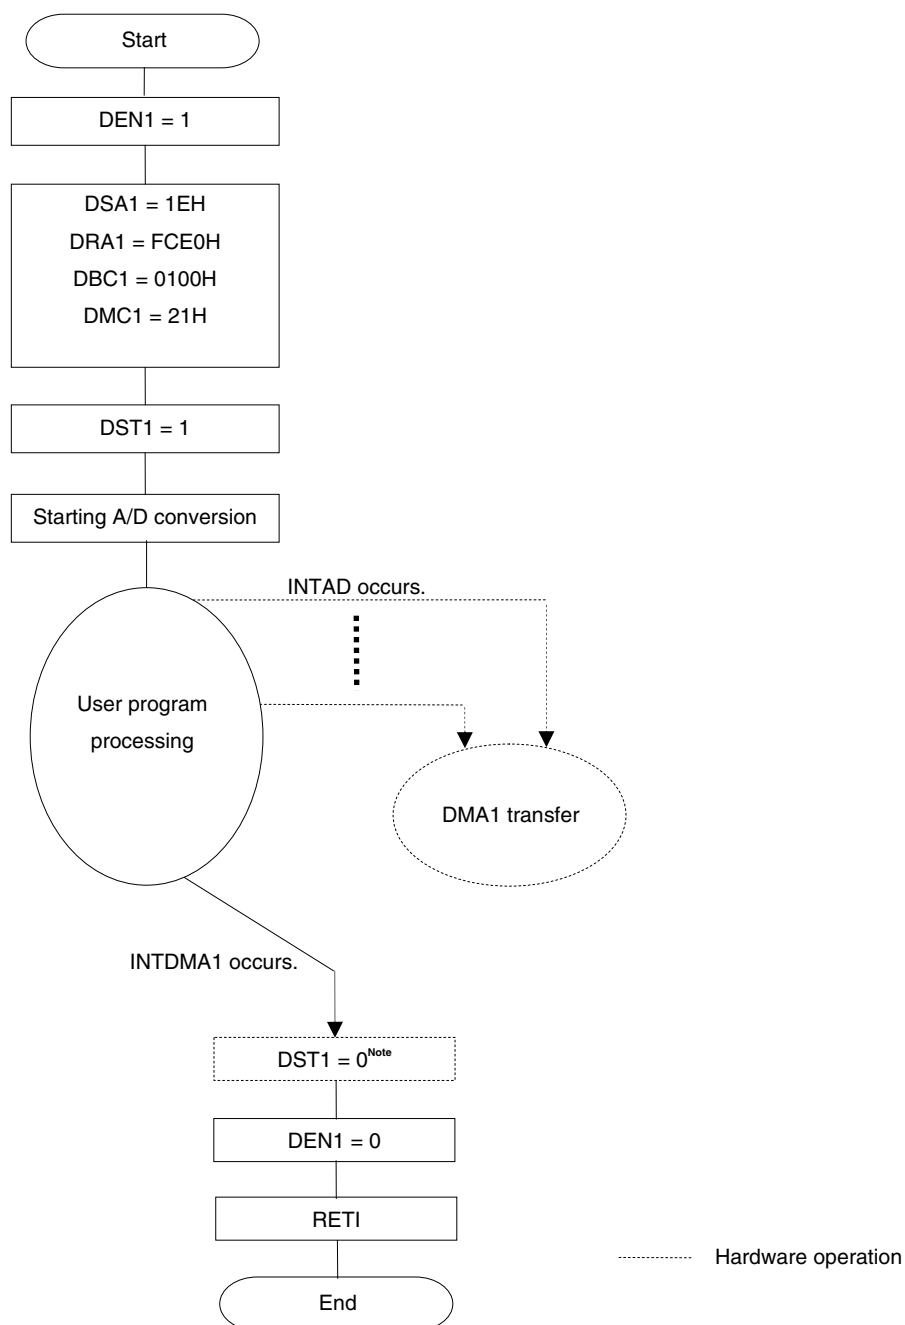 Start
DEN1 = 1
DSA1 = 1EH
DRA1 = FCE0H
DBC1 = 0100H
DMC1 = 21H
DST1 = 1
Starting A/D conversion
INTAD occurs.
User program
processing
DMA1 transfer
INTDMA1 occurs.
DST1 = 0Note
DEN1 = 0
RETI
Hardware operation
End